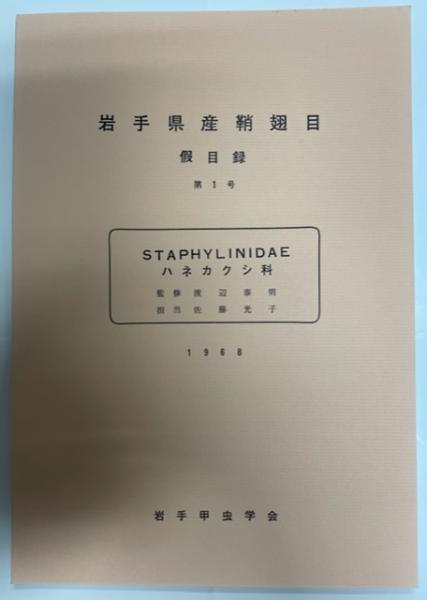 岩手県産鞘翅目
假目録
第1号
STAPHYLINIDAE
ハネカクシ科
監修渡辺泰明
担当佐藤光子
1968
岩手甲虫学会